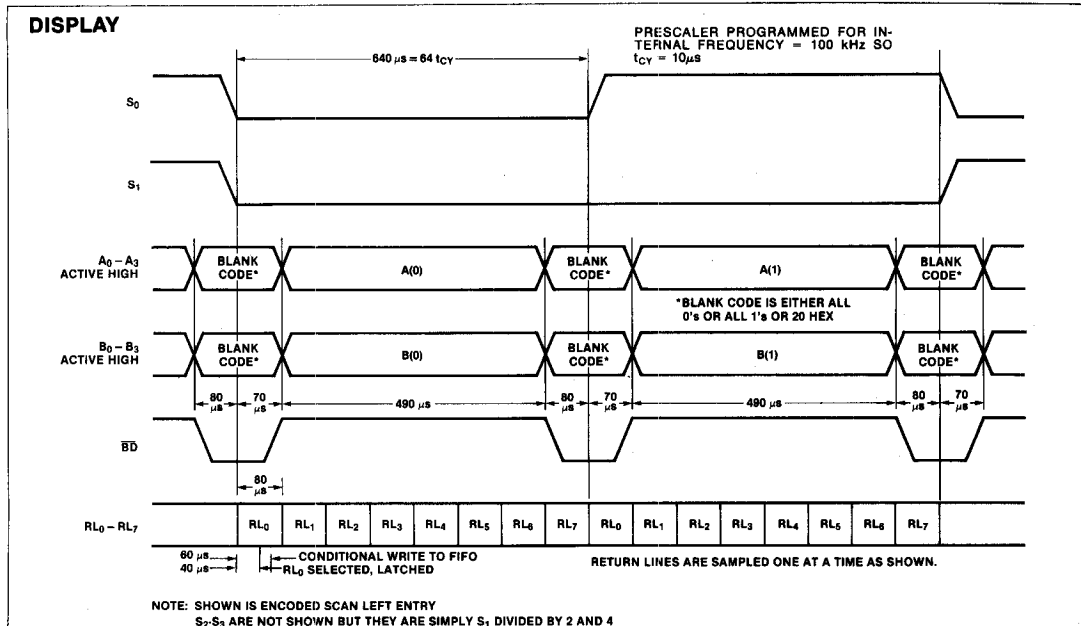 DISPLAY
PRESCALER PROGRAMMED FOR IN-
TERNAL FREQUENCY = 100 kHz SO
tCY = 10µs
640 µs = 64 tCY
S0
S1
A0 – A3
ACTIVE HIGH
BLANK
CODE*
A(0)
BLANK
CODE*
A(1)
BLANK
CODE*
*BLANK CODE IS EITHER ALL
0's OR ALL 1's OR 20 HEX
B0 – B3
ACTIVE HIGH
BLANK
CODE*
B(0)
BLANK
CODE*
B(1)
BLANK
CODE*
80
µs
70
µs
490 µs
80
µs
70
µs
490 µs
80
µs
70
µs
BD
80
µs
RL0 – RL7
RL0 RL1 RL2 RL3 RL4 RL5 RL6 RL7 RL0 RL1 RL2 RL3 RL4 RL5 RL6 RL7
60 µs
CONDITIONAL WRITE TO FIFO
40 µs
RL0 SELECTED, LATCHED
RETURN LINES ARE SAMPLED ONE AT A TIME AS SHOWN.
NOTE: SHOWN IS ENCODED SCAN LEFT ENTRY
S2-S3 ARE NOT SHOWN BUT THEY ARE SIMPLY S1 DIVIDED BY 2 AND 4